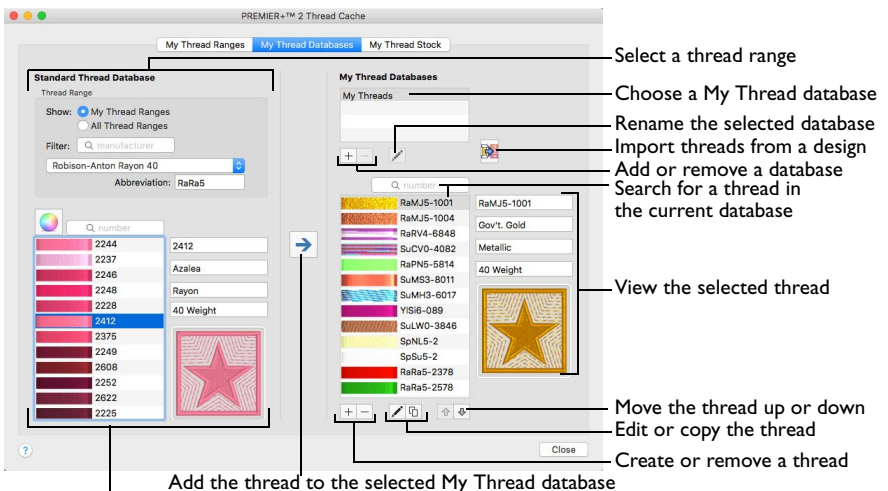 PREMIER+™ 2 Thread Cache
My Thread Ranges My Thread Databases My Thread Stock
Standard Thread Database
Thread Range
Show: My Thread Ranges
All Thread Ranges
Filter: manufacturer
Robison-Anton Rayon 40
Abbreviation: RaRa5
number
2244
2237
2246
2248
2228
2412
2375
2249
2608
2252
2622
2225
2412
Azalea
Rayon
40 Weight
My Thread Databases
My Threads
number
RaMJ5-1001
RaMJ5-1004
RaRV4-6848
SuCV0-4082
RaPN5-5814
SuMS3-8011
SuMH3-6017
YlSi6-089
SuLW0-3846
SpNL5-2
SpSu5-2
RaRa5-2378
RaRa5-2578
RaMJ5-1001
Gov't. Gold
Metallic
40 Weight
?
Close
Select a thread range
Choose a My Thread database
Rename the selected database
Import threads from a design
Add or remove a database
Search for a thread in
the current database
View the selected thread
Move the thread up or down
Edit or copy the thread
Create or remove a thread
Add the thread to the selected My Thread database